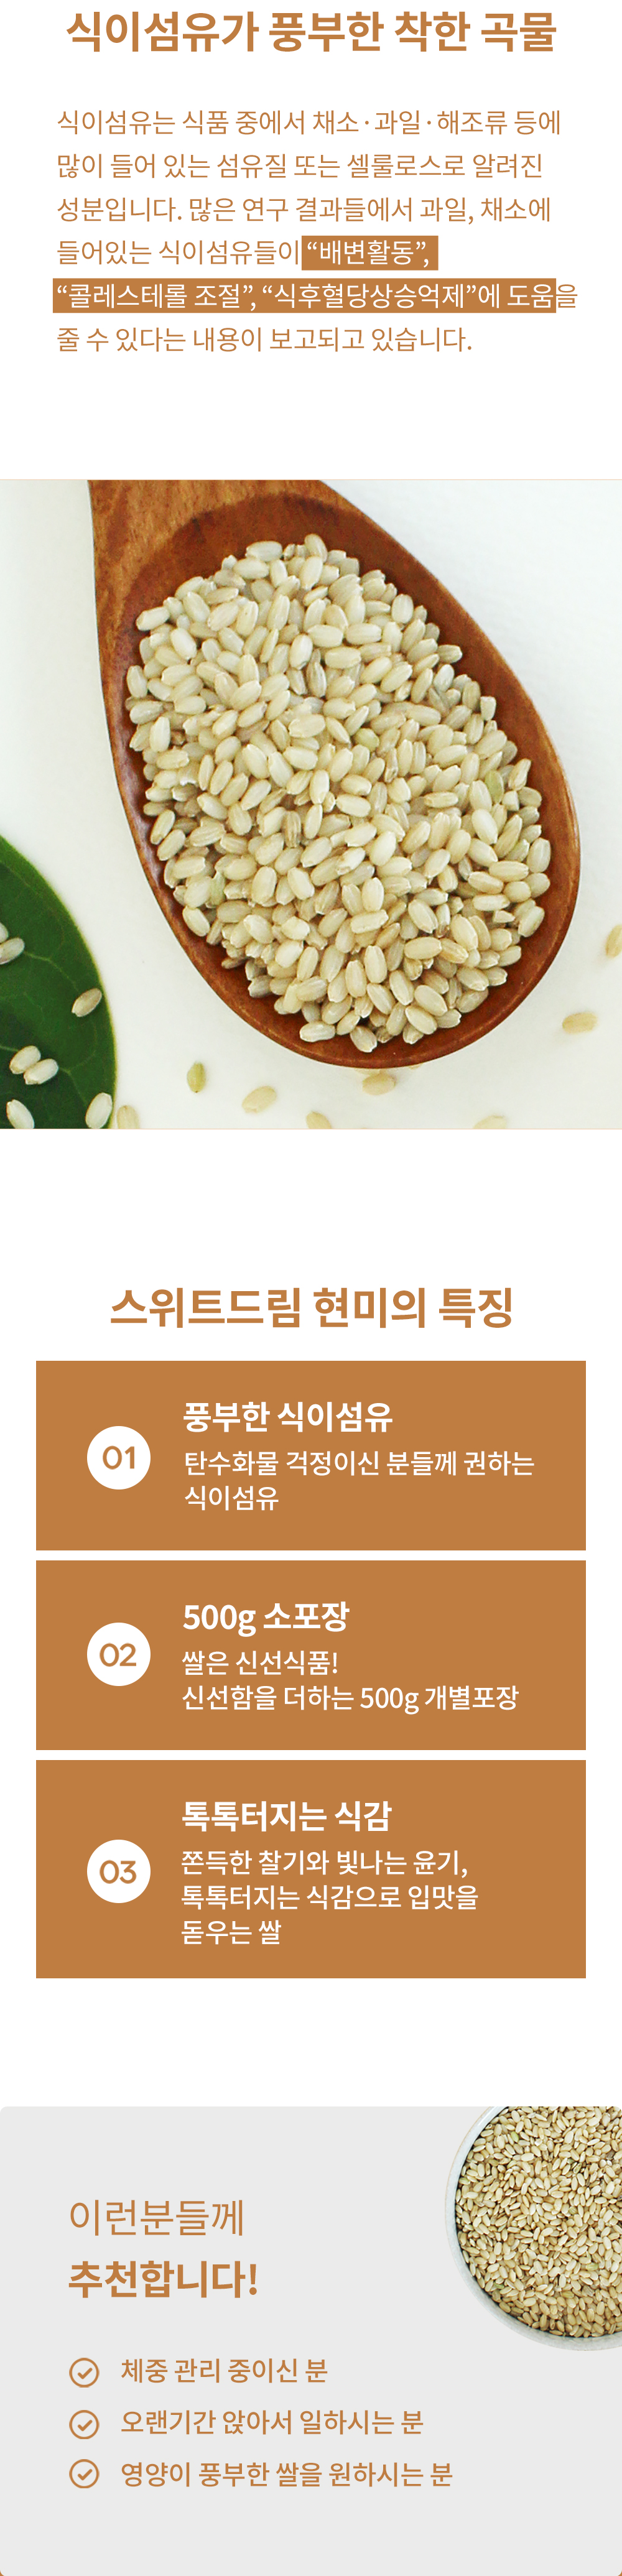 식이섬유가 풍부한 착한 곡물
식이섬유는 식품 중에서 채소·과일·해조류 등에
많이 들어 있는 섬유질 또는 셀룰로스로 알려진
성분입니다. 많은 연구 결과들에서 과일, 채소에
들어있는 식이섬유들이 “배변활동”,
“콜레스테롤 조절”, “식후혈당상승억제”에 도움을
줄 수 있다는 내용이 보고되고 있습니다.
스위트드림 현미의 특징
01
풍부한 식이섬유
탄수화물 걱정이신 분들께 권하는
식이섬유
02
500g 소포장
쌀은 신선식품!
신선함을 더하는 500g 개별포장
03
톡톡터지는 식감
쫀득한 찰기와 빛나는 윤기,
톡톡터지는 식감으로 입맛을
돋우는 쌀
이런분들께
추천합니다!
체중 관리 중이신 분
오랜기간 앉아서 일하시는 분
영양이 풍부한 쌀을 원하시는 분